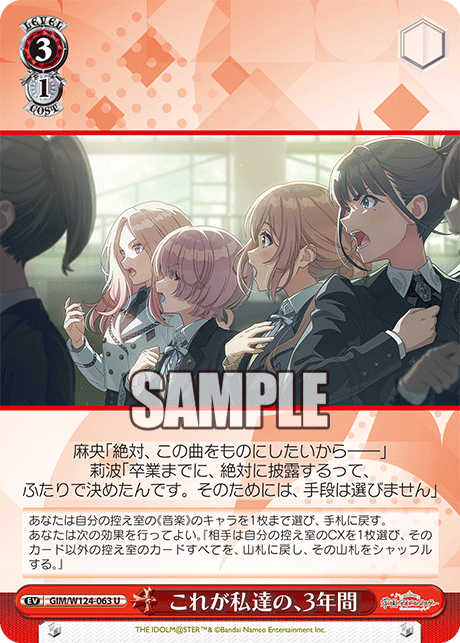 LEVEL
3
1
COST
SAMPLE
麻央「絶対、この曲をものにしたいから――」
莉波「卒業までに、絶対に披露するって、
ふたりで決めたんです。そのためには、手段は選びません」
あなたは自分の控え室の《音楽》のキャラを1枚まで選び、手札に戻す。
あなたは次の効果を行ってよい。『相手は自分の控え室のCXを1枚選び、その
カード以外の控え室のカードすべてを、山札に戻し、その山札をシャッフル
する。』
EV GIM/W124-063 U これが私達の、3年間
THE IDOLM@STER™& ©Bandai Namco Entertainment Inc.